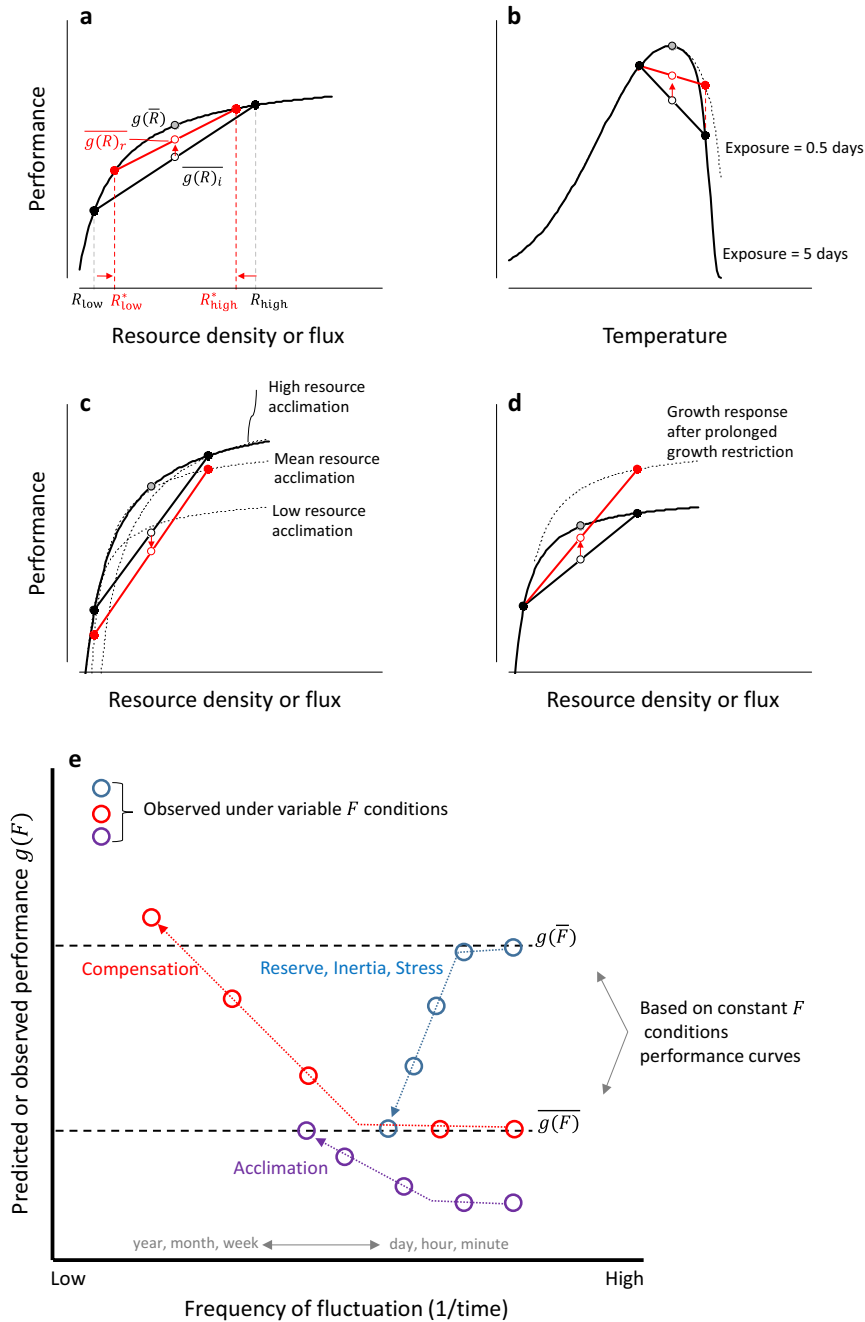 a
Performance
g(R̅)
\overline{g(R)_r}
\overline{g(R)_i}
R_low
R*_low
R*_high
R_high
Resource density or flux
b
Exposure = 0.5 days
Exposure = 5 days
Temperature
c
Performance
High resource
acclimation
Mean resource
acclimation
Low resource
acclimation
Resource density or flux
d
Growth response
after prolonged
growth restriction
Resource density or flux
e
Predicted or observed performance g(F)
Observed under variable F conditions
g(F̅)
Compensation
Reserve, Inertia, Stress
Based on constant F
conditions
performance curves
\overline{g(F)}
Acclimation
year, month, week
day, hour, minute
Low
High
Frequency of fluctuation (1/time)